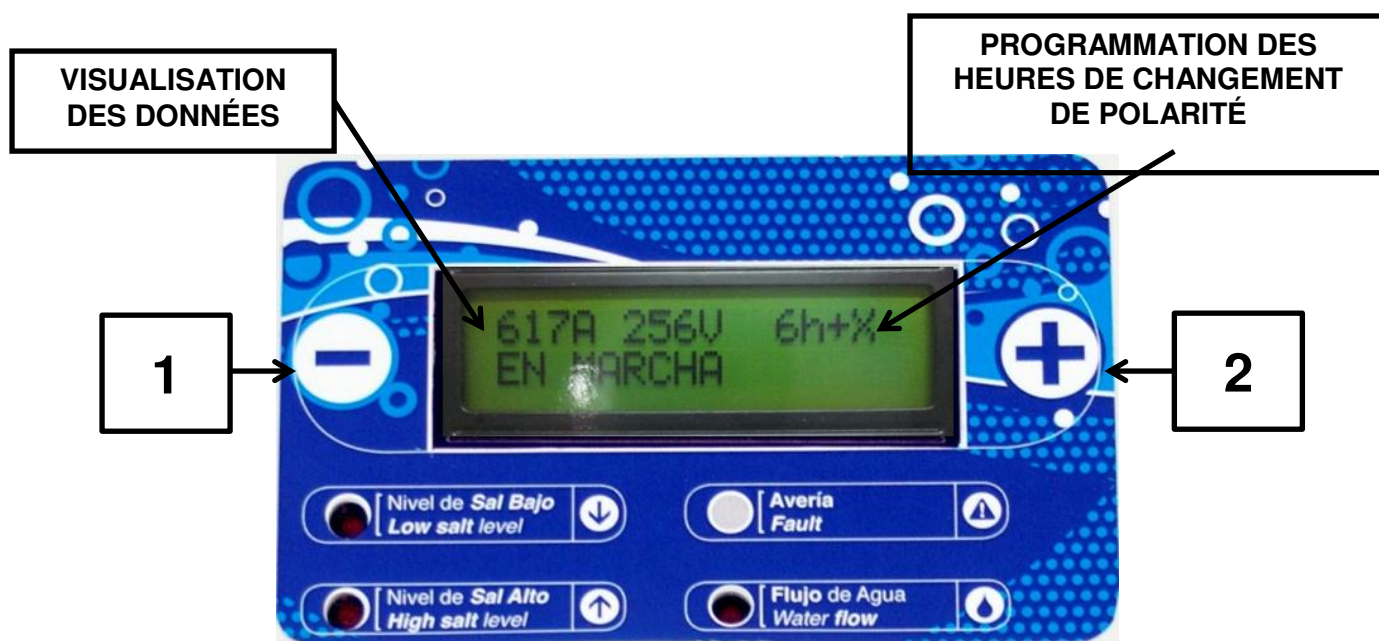 VISUALISATION
DES DONNÉES
PROGRAMMATION DES
HEURES DE CHANGEMENT
DE POLARITÉ
1
617A 256V 6h+%
EN MARCHA
2
Nivel de Sal Bajo
Low salt level
Avería
Fault
Nivel de Sal Alto
High salt level
Flujo de Agua
Water flow